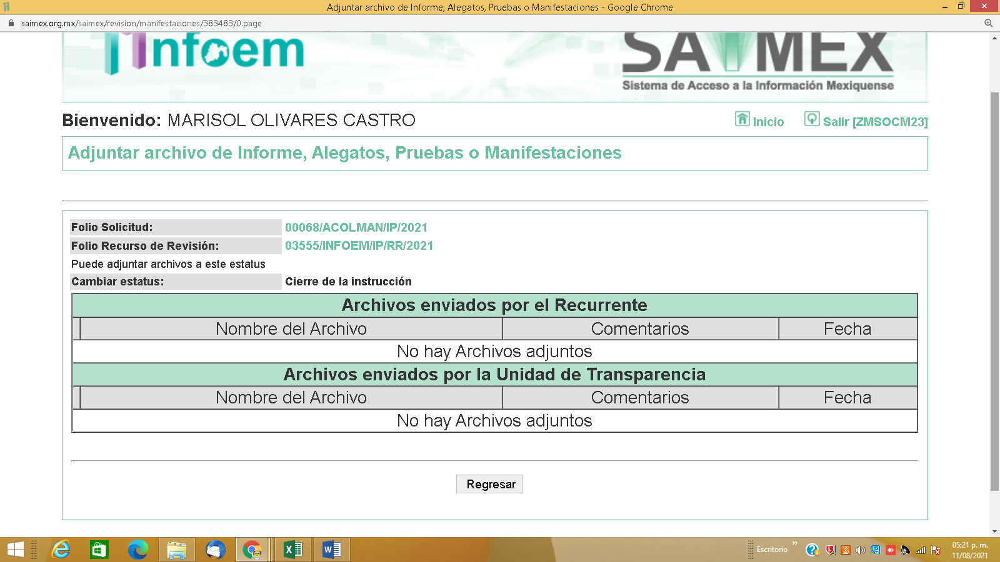 Adjuntar archivo de Informe, Alegatos, Pruebas o Manifestaciones - Google Chrome
saimex.org.mx/saimex/revision/manifestaciones/383483/0.page
infoem
SAIMEX
Sistema de Acceso a la Información Mexiquense
Bienvenido: MARISOL OLIVARES CASTRO
Inicio Salir [ZMSOCM23]
Adjuntar archivo de Informe, Alegatos, Pruebas o Manifestaciones
Folio Solicitud: 00068/ACOLMAN/IP/2021
Folio Recurso de Revisión: 03555/INFOEM/IP/RR/2021
Puede adjuntar archivos a este estatus
Cambiar estatus: Cierre de la instrucción
Archivos enviados por el Recurrente
Nombre del Archivo Comentarios Fecha
No hay Archivos adjuntos
Archivos enviados por la Unidad de Transparencia
Nombre del Archivo Comentarios Fecha
No hay Archivos adjuntos
Regresar
Escritorio
05:21 p. m.
11/08/2021